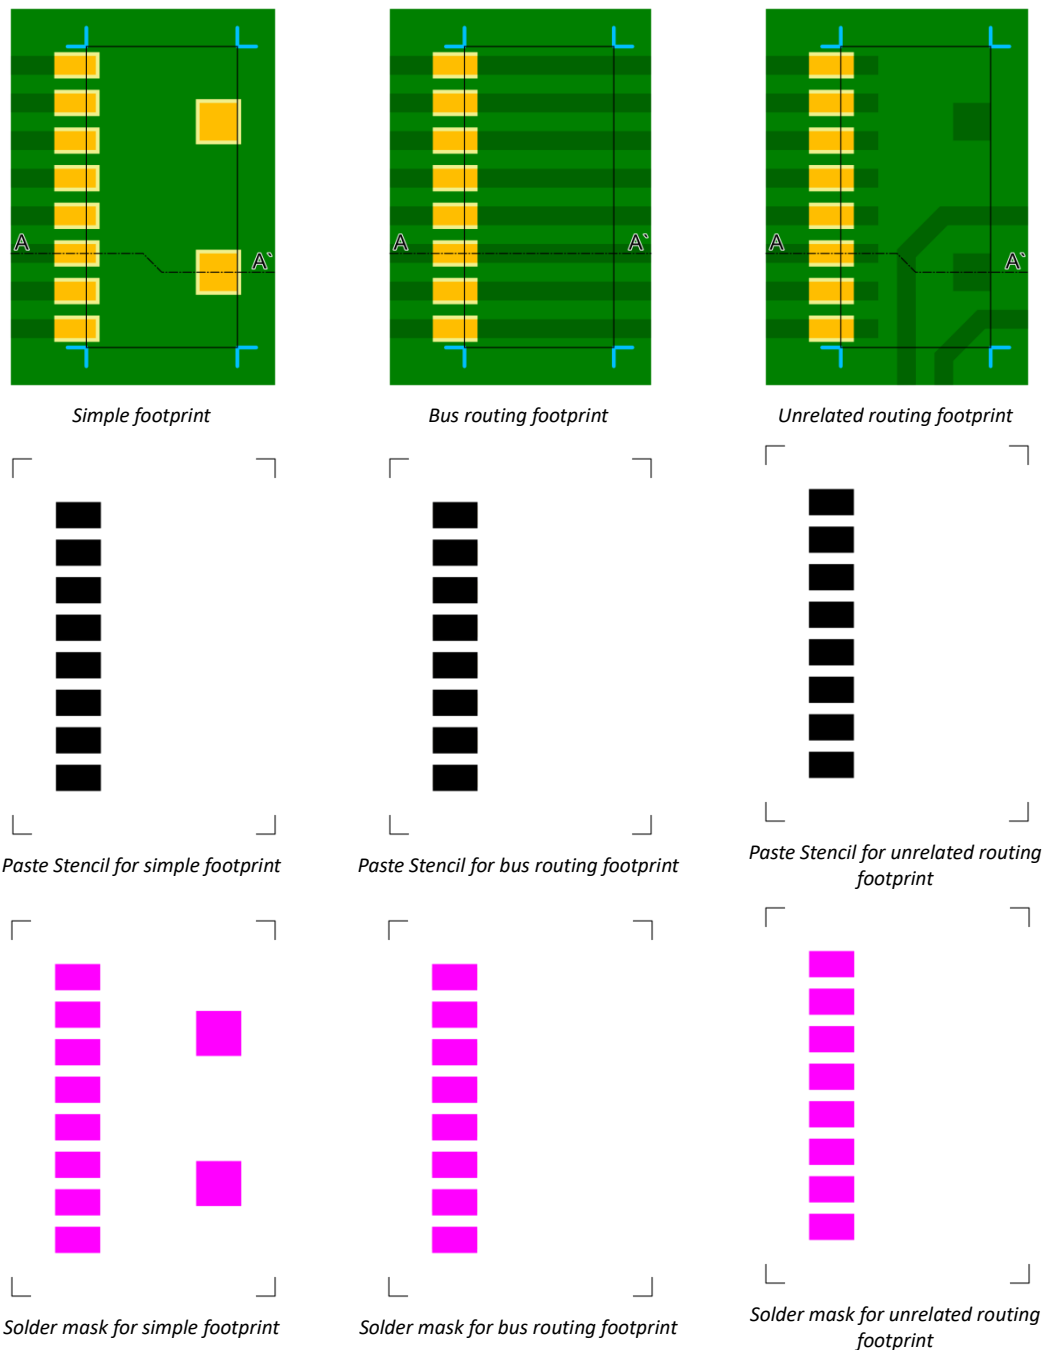 A A` A A` A A`
Simple footprint Bus routing footprint Unrelated routing footprint
Paste Stencil for simple footprint Paste Stencil for bus routing footprint Paste Stencil for unrelated routing
footprint
Solder mask for simple footprint Solder mask for bus routing footprint Solder mask for unrelated routing
footprint